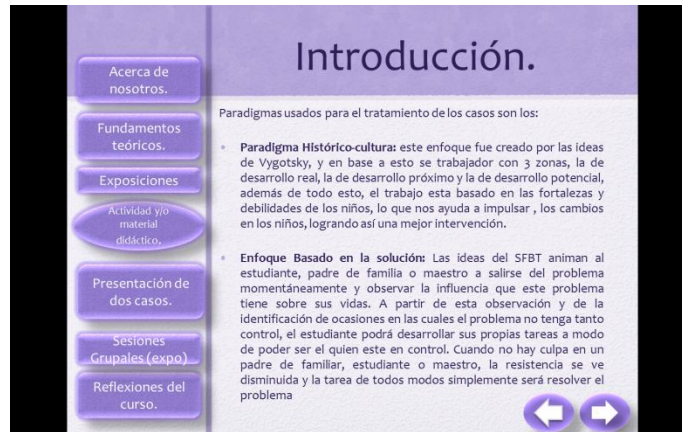 Introducción.
Acerca de
nosotros.
Fundamentos
teóricos.
Exposiciones
Actividad y/o
material
didáctico.
Presentación de
dos casos.
Sesiones
Grupales (expo)
Reflexiones del
curso.
Paradigmas usados para el tratamiento de los casos son los:
• Paradigma Histórico-cultura: este enfoque fue creado por las ideas
de Vygotsky, y en base a esto se trabajador con 3 zonas, la de
desarrollo real, la de desarrollo próximo y la de desarrollo potencial,
además de todo esto, el trabajo esta basado en las fortalezas y
debilidades de los niños, lo que nos ayuda a impulsar , los cambios
en los niños, logrando así una mejor intervención.
• Enfoque Basado en la solución: Las ideas del SFBT animan al
estudiante, padre de familia o maestro a salirse del problema
momentáneamente y observar la influencia que este problema
tiene sobre sus vidas. A partir de esta observación y de la
identificación de ocasiones en las cuales el problema no tenga tanto
control, el estudiante podrá desarrollar sus propias tareas a modo
de poder ser el quien este en control. Cuando no hay culpa en un
padre de familiar, estudiante o maestro, la resistencia se ve
disminuida y la tarea de todos modos simplemente será resolver el
problema